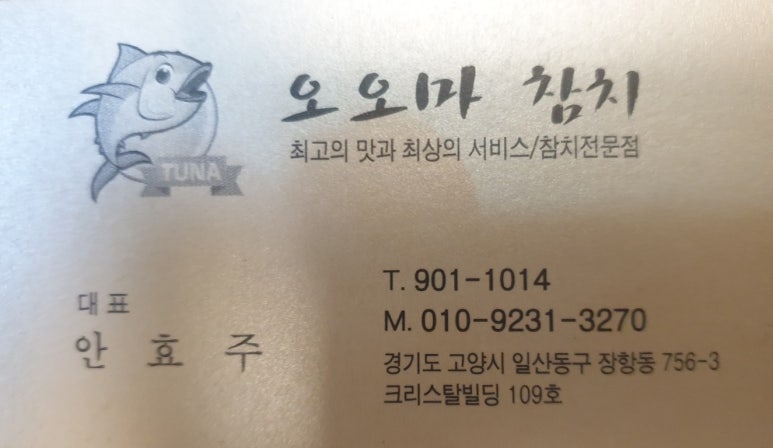 오오마 참치
최고의 맛과 최상의 서비스/참치전문점
TUNA
대표
안효주
T. 901-1014
M. 010-9231-3270
경기도 고양시 일산동구 장항동 756-3
크리스탈빌딩 109호